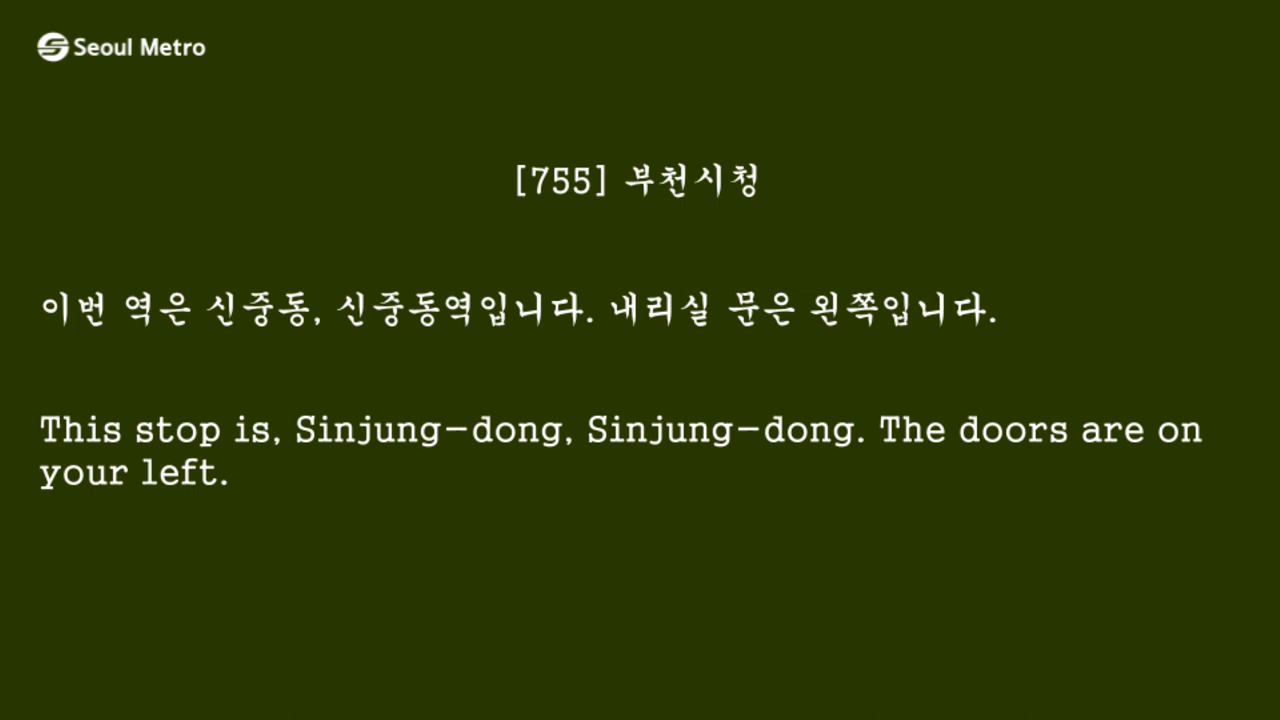 Seoul Metro
[755] 부천시청
이번 역은 신중동, 신중동역입니다. 내리실 문은 왼쪽입니다.
This stop is, Sinjung-dong, Sinjung-dong. The doors are on
your left.